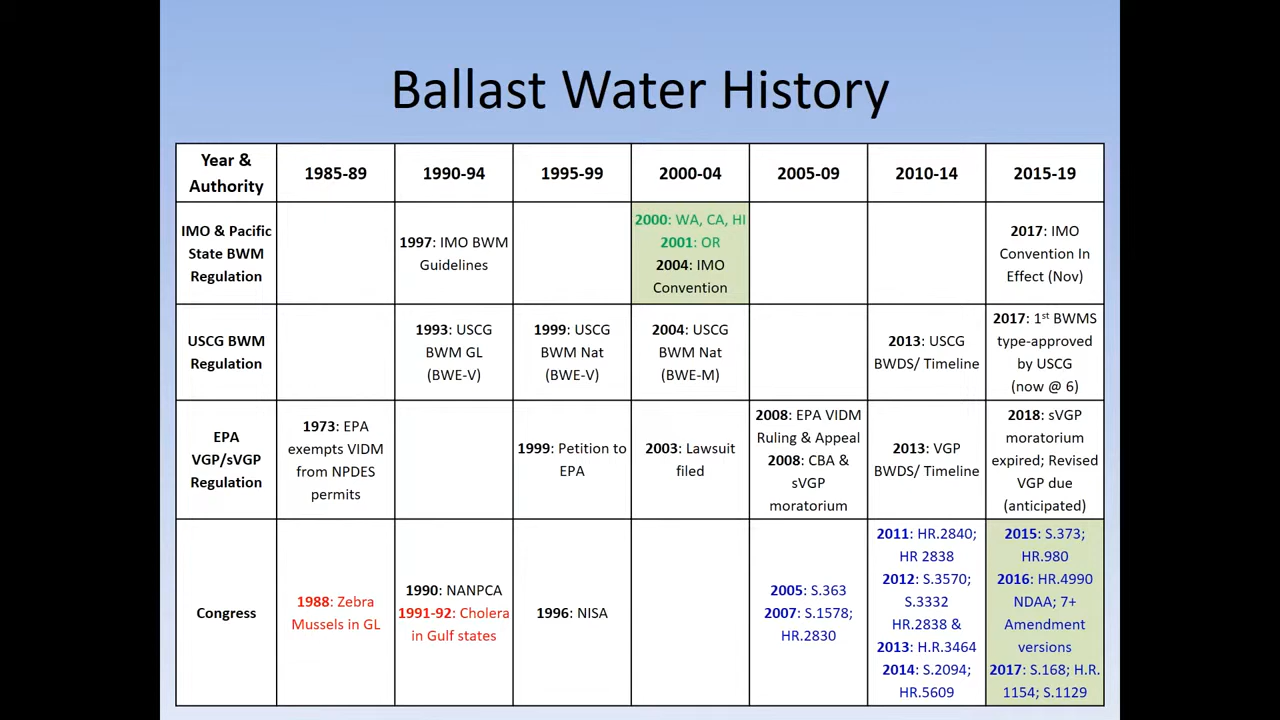 Ballast Water History
Year &
Authority
1985-89
1990-94
1995-99
2000-04
2005-09
2010-14
2015-19
IMO & Pacific
State BWM
Regulation
1997: IMO BWM
Guidelines
2000: WA, CA, HI
2001: OR
2004: IMO
Convention
2017: IMO
Convention In
Effect (Nov)
USCG BWM
Regulation
1993: USCG
BWM GL
(BWE-V)
1999: USCG
BWM Nat
(BWE-V)
2004: USCG
BWM Nat
(BWE-M)
2013: USCG
BWDS/ Timeline
2017: 1st BWMS
type-approved
by USCG
(now @ 6)
EPA
VGP/sVGP
Regulation
1973: EPA
exempts VIDM
from NPDES
permits
1999: Petition to
EPA
2003: Lawsuit
filed
2008: EPA VIDM
Ruling & Appeal
2008: CBA &
sVGP
moratorium
2013: VGP
BWDS/ Timeline
2018: sVGP
moratorium
expired; Revised
VGP due
(anticipated)
Congress
1988: Zebra
Mussels in GL
1990: NANPCA
1991-92: Cholera
in Gulf states
1996: NISA
2005: S.363
2007: S.1578;
HR.2830
2011: HR.2840;
HR 2838
2012: S.3570;
S.3332
HR.2838 &
2013: H.R.3464
2014: S.2094;
HR.5609
2015: S.373;
HR.980
2016: HR.4990
NDAA; 7+
Amendment
versions
2017: S.168; H.R.
1154; S.1129